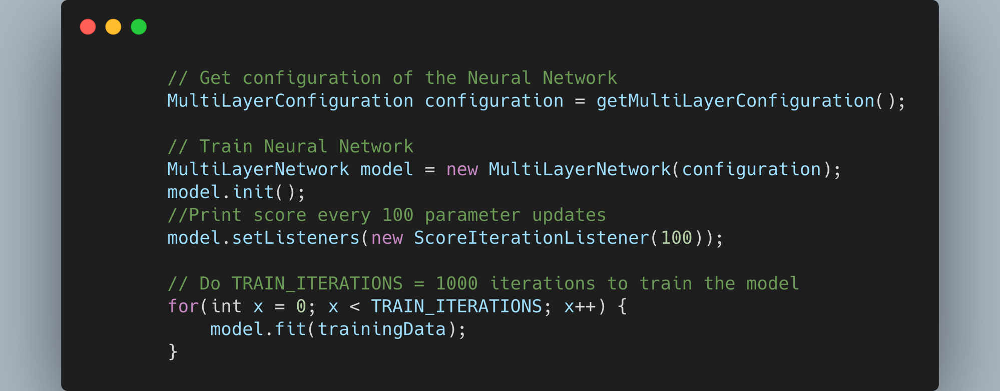 // Get configuration of the Neural Network
MultiLayerConfiguration configuration = getMultiLayerConfiguration();

// Train Neural Network
MultiLayerNetwork model = new MultiLayerNetwork(configuration);
model.init();
//Print score every 100 parameter updates
model.setListeners(new ScoreIterationListener(100));

// Do TRAIN_ITERATIONS = 1000 iterations to train the model
for(int x = 0; x < TRAIN_ITERATIONS; x++) {
    model.fit(trainingData);
}